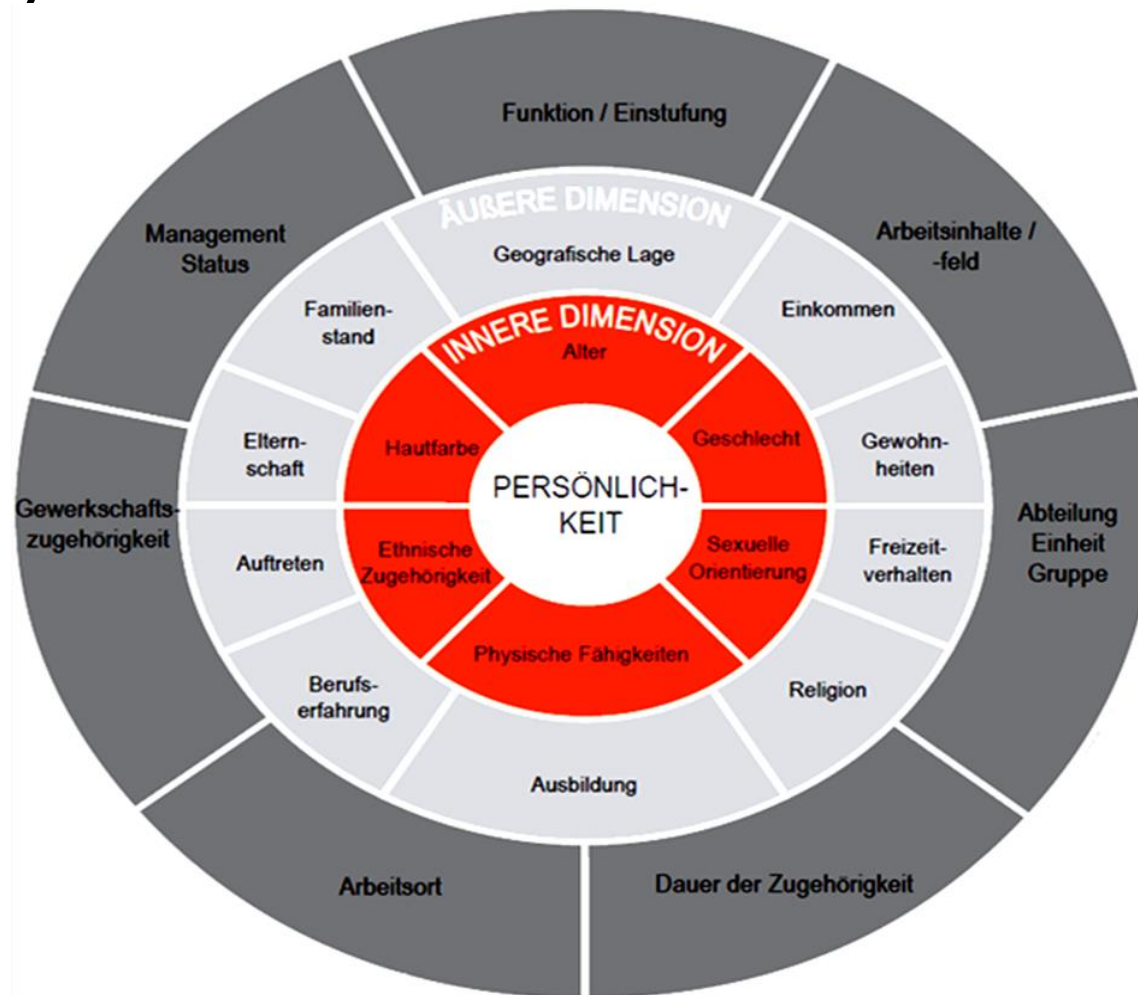 Funktion / Einstufung
ÄUßERE DIMENSION
Geografische Lage
Management
Status
Arbeitsinhalte /
-feld
Familien-
stand
Einkommen
INNERE DIMENSION
Alter
Eltern-
schaft
Hautfarbe
Geschlecht
Gewohn-
heiten
PERSÖNLICH-
KEIT
Gewerkschafts-
zugehörigkeit
Abteilung
Einheit
Gruppe
Auftreten
Ethnische
Zugehörigkeit
Sexuelle
Orientierung
Freizeit-
verhalten
Physische Fähigkeiten
Berufs-
erfahrung
Religion
Ausbildung
Arbeitsort
Dauer der Zugehörigkeit